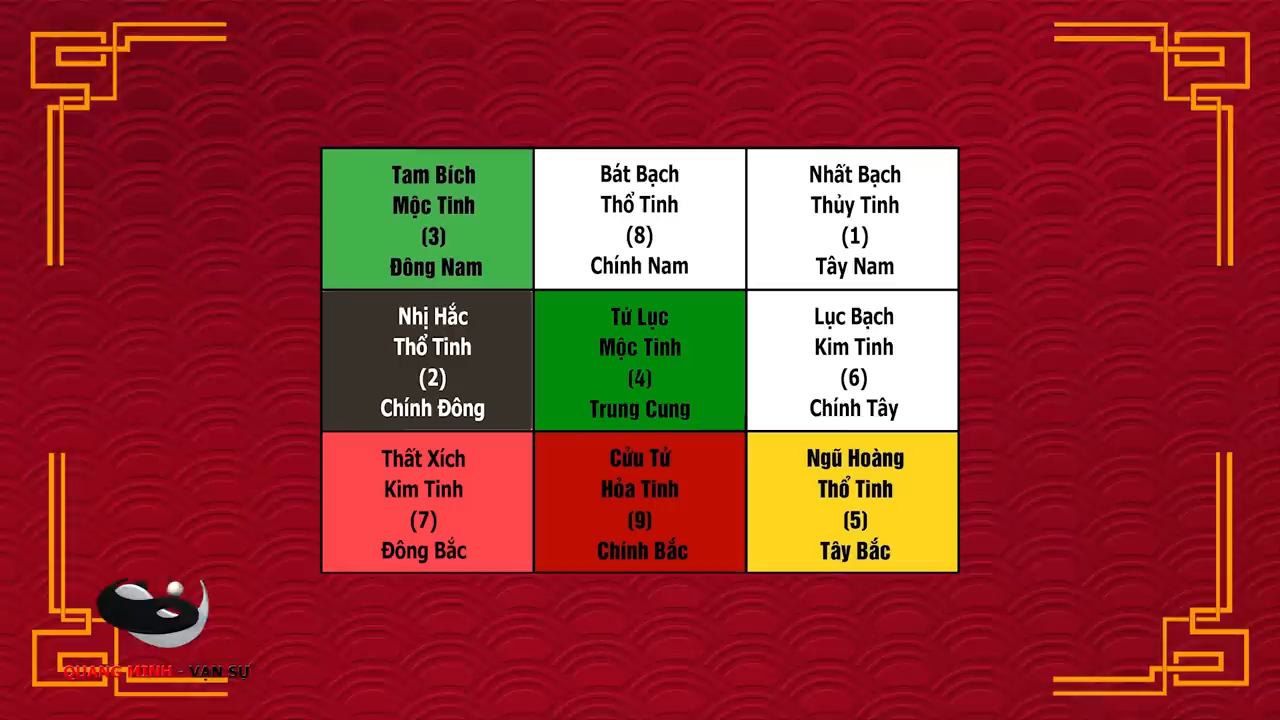 Tam Bích
Mộc Tinh
(3)
Đông Nam
Bát Bạch
Thổ Tinh
(8)
Chính Nam
Nhất Bạch
Thủy Tinh
(1)
Tây Nam
Nhị Hắc
Thổ Tinh
(2)
Chính Đông
Tứ Lục
Mộc Tinh
(4)
Trung Cung
Lục Bạch
Kim Tinh
(6)
Chính Tây
Thất Xích
Kim Tinh
(7)
Đông Bắc
Cửu Tử
Hỏa Tinh
(9)
Chính Bắc
Ngũ Hoàng
Thổ Tinh
(5)
Tây Bắc
QUANG MINH - VẠN SỰ